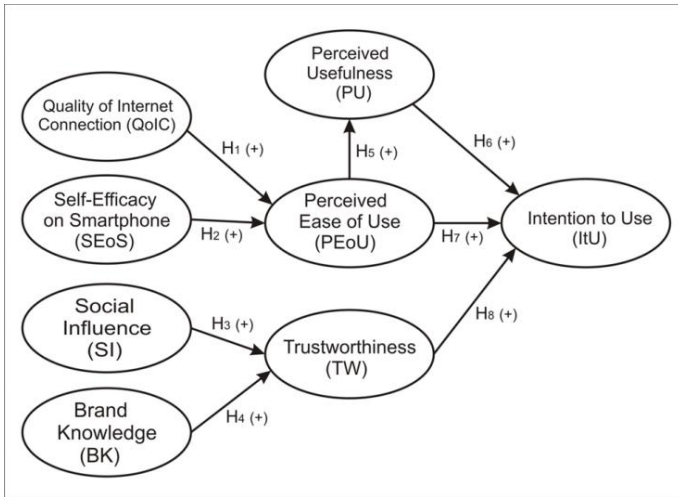 Perceived
Usefulness
(PU)
Quality of Internet
Connection (QoIC)
H1 (+)
H5 (+)
H6 (+)
Self-Efficacy
on Smartphone
(SEoS)
H2 (+)
Perceived
Ease of Use
(PEoU)
H7 (+)
Intention to Use
(ItU)
Social
Influence
(SI)
H3 (+)
Trustworthiness
(TW)
H8 (+)
Brand
Knowledge
(BK)
H4 (+)